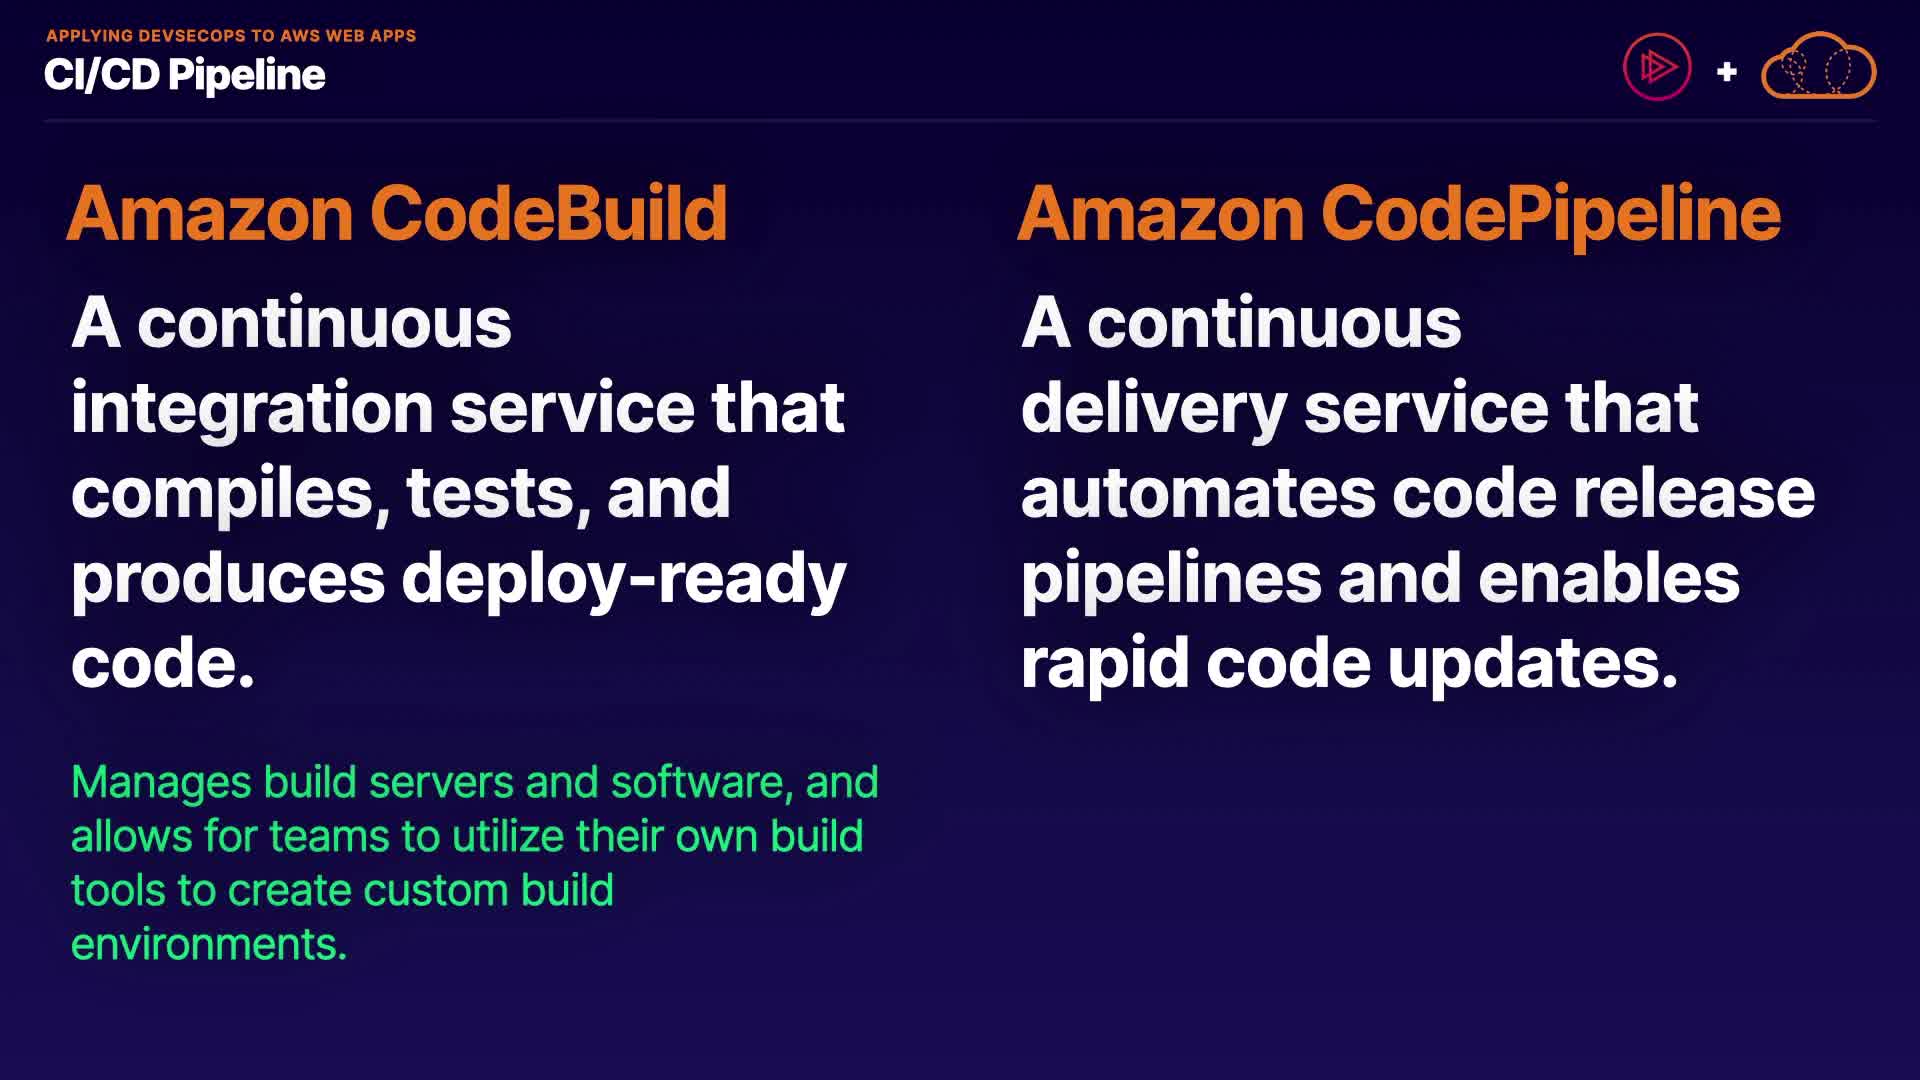 APPLYING DEVSECOPS TO AWS WEB APPS
CI/CD Pipeline
+
Amazon CodeBuild
A continuous
integration service that
compiles, tests, and
produces deploy-ready
code.
Manages build servers and software, and
allows for teams to utilize their own build
tools to create custom build
environments.
Amazon CodePipeline
A continuous
delivery service that
automates code release
pipelines and enables
rapid code updates.